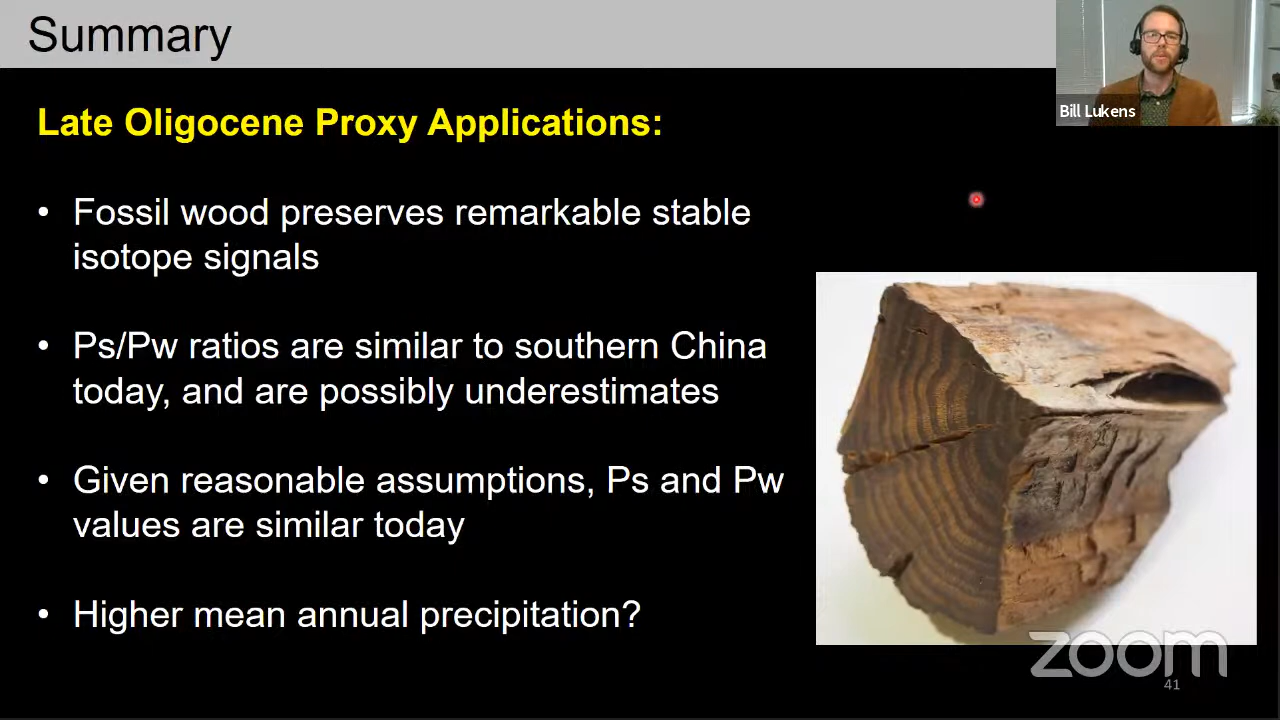 Summary
Bill Lukens
Late Oligocene Proxy Applications:
• Fossil wood preserves remarkable stable
isotope signals
• Ps/Pw ratios are similar to southern China
today, and are possibly underestimates
• Given reasonable assumptions, Ps and Pw
values are similar today
• Higher mean annual precipitation?
zoom
41